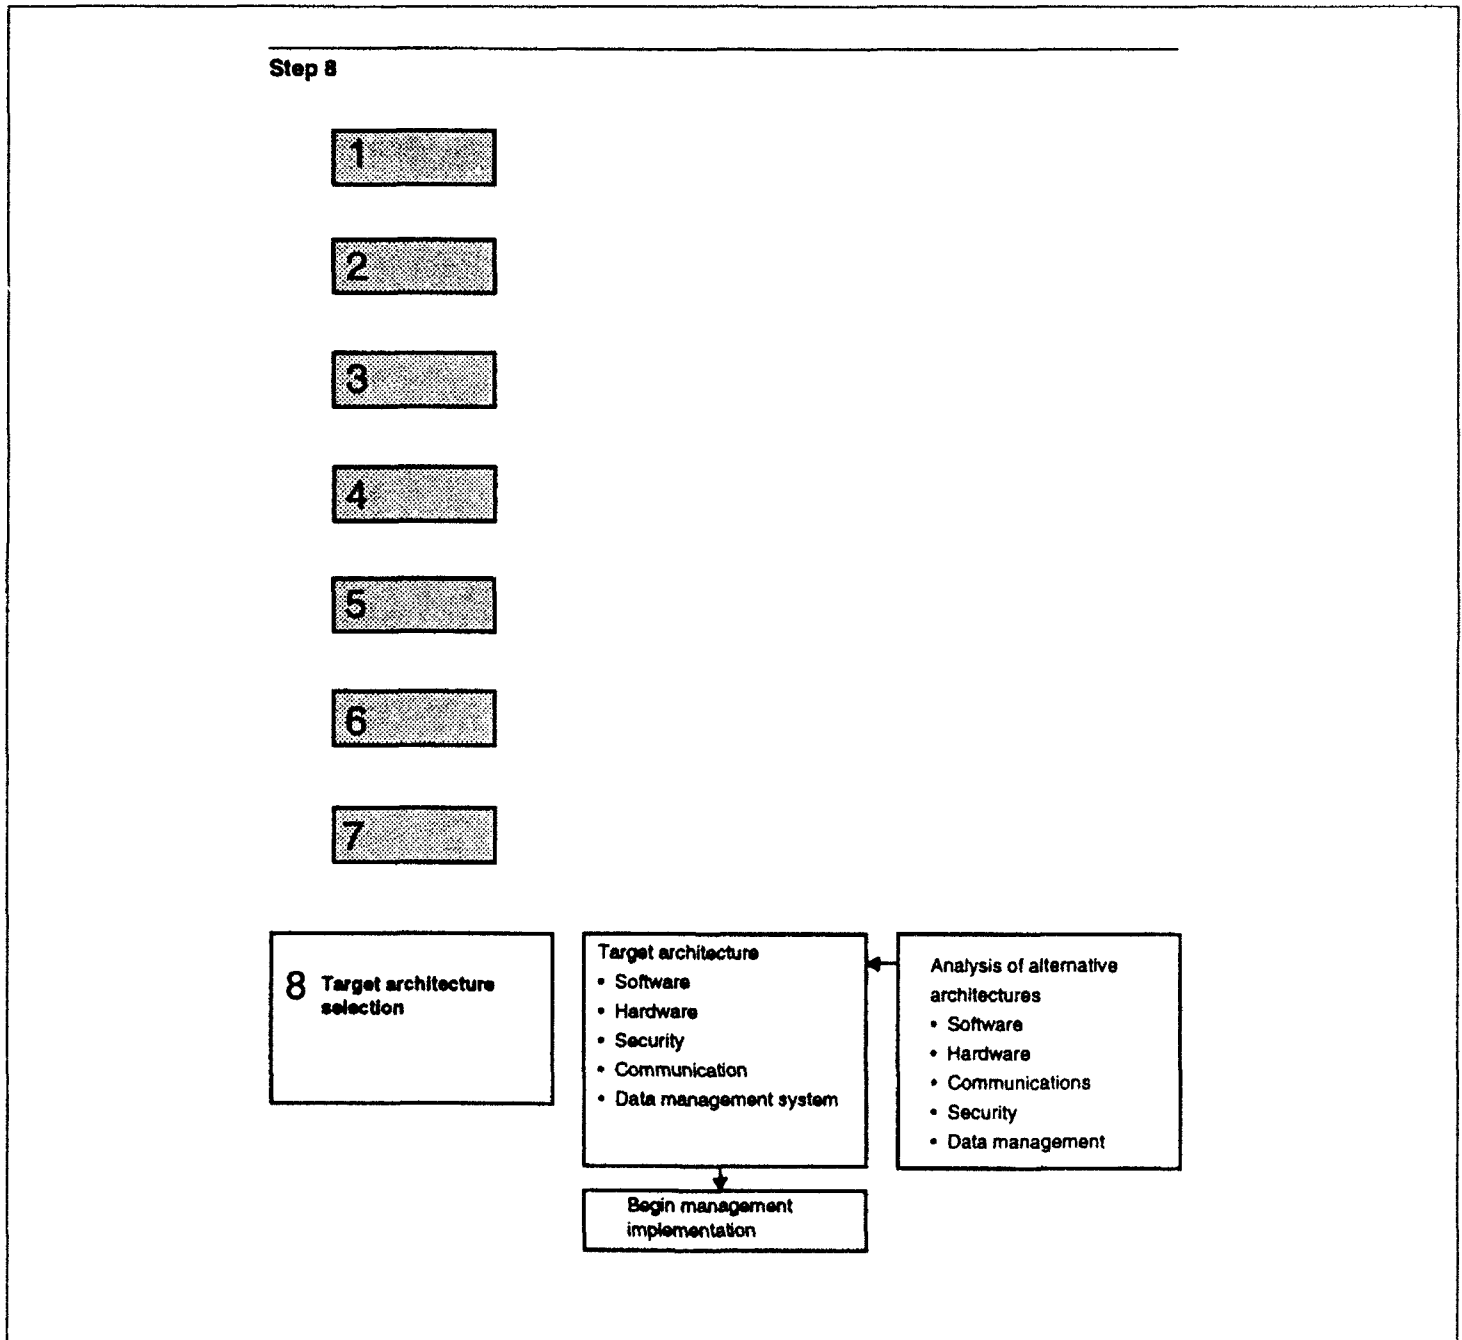 Step 8
1
2
3
4
5
6
7
8 Target architecture
selection
Target architecture
• Software
• Hardware
• Security
• Communication
• Data management system
Analysis of alternative
architectures
• Software
• Hardware
• Communications
• Security
• Data management
Begin management
implementation